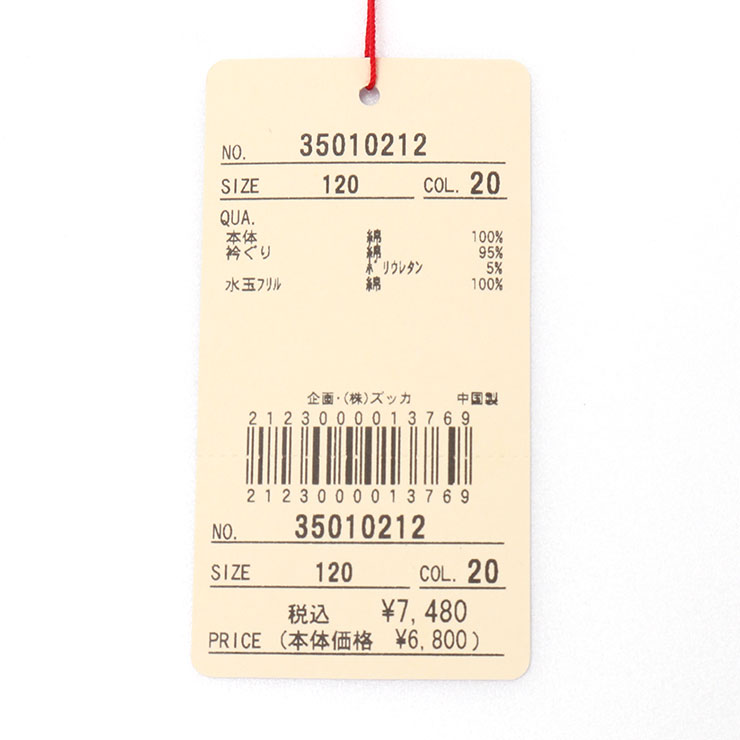 NO. 35010212
SIZE 120 COL. 20
QUA.
本体 綿 100%
衿ぐり 綿 95%
ポリウレタン 5%
水玉フリル 綿 100%
企画・(株)ズッカ 中国製
2123000013769
2123000013769
NO. 35010212
SIZE 120 COL. 20
税込 ¥7,480
PRICE (本体価格 ¥6,800)